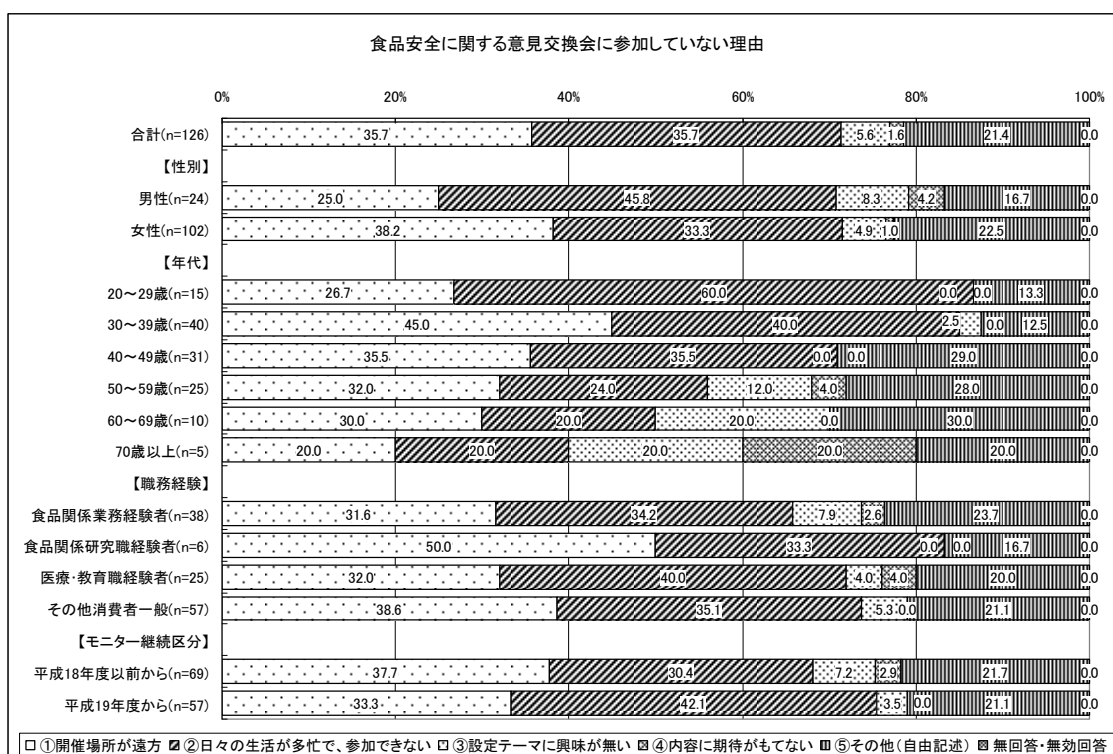 食品安全に関する意見交換会に参加していない理由
0% 20% 40% 60% 80% 100%
合計(n=126) 35.7 35.7 5.6 1.6 21.4 0.0
【性別】
男性(n=24) 25.0 45.8 8.3 4.2 16.7 0.0
女性(n=102) 38.2 33.3 4.9 1.0 22.5 0.0
【年代】
20～29歳(n=15) 26.7 60.0 0.0 0.0 13.3 0.0
30～39歳(n=40) 45.0 40.0 2.5 0.0 12.5 0.0
40～49歳(n=31) 35.5 35.5 0.0 0.0 29.0 0.0
50～59歳(n=25) 32.0 24.0 12.0 4.0 28.0 0.0
60～69歳(n=10) 30.0 20.0 20.0 0.0 30.0 0.0
70歳以上(n=5) 20.0 20.0 20.0 20.0 20.0 0.0
【職務経験】
食品関係業務経験者(n=38) 31.6 34.2 7.9 2.6 23.7 0.0
食品関係研究職経験者(n=6) 50.0 33.3 0.0 0.0 16.7 0.0
医療・教育職経験者(n=25) 32.0 40.0 4.0 4.0 20.0 0.0
その他消費者一般(n=57) 38.6 35.1 5.3 0.0 21.1 0.0
【モニター継続区分】
平成18年度以前から(n=69) 37.7 30.4 7.2 2.9 21.7 0.0
平成19年度から(n=57) 33.3 42.1 3.5 0.0 21.1 0.0
①開催場所が遠方 ②日々の生活が多忙で、参加できない ③設定テーマに興味が無い ④内容に期待がもてない ⑤その他(自由記述) 無回答・無効回答